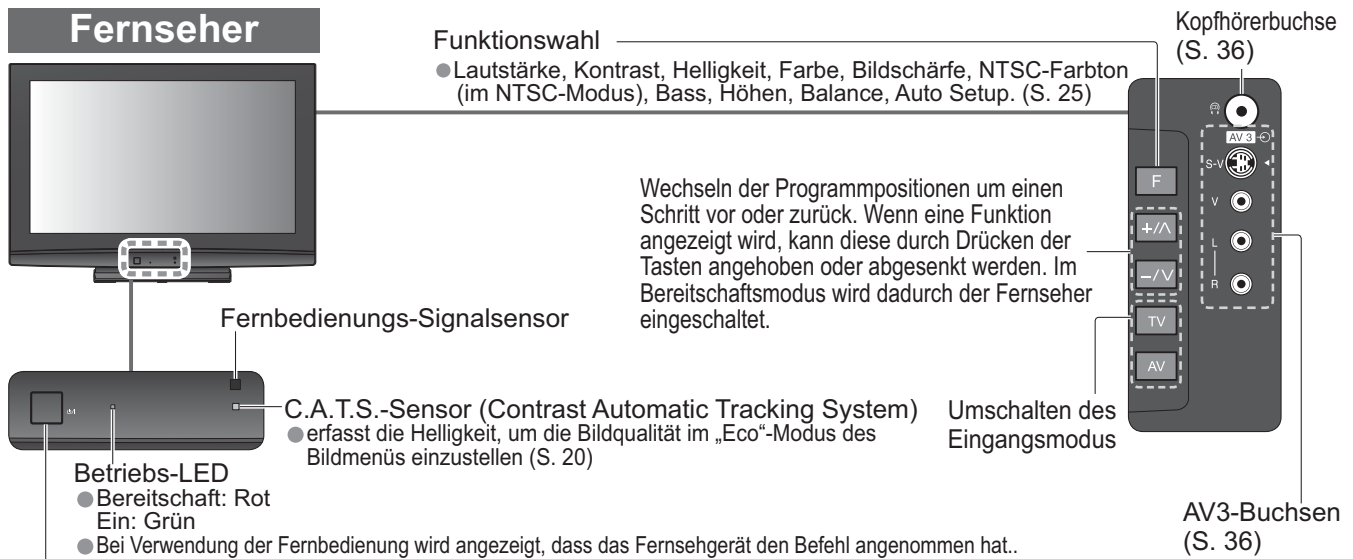 Fernseher
Funktionswahl
●Lautstärke, Kontrast, Helligkeit, Farbe, Bildschärfe, NTSC-Farbton
(im NTSC-Modus), Bass, Höhen, Balance, Auto Setup. (S. 25)
Kopfhörerbuchse
(S. 36)
AV 3
S-V
V
L
R
F
+/∧
−/∨
TV
AV
Wechseln der Programmpositionen um einen
Schritt vor oder zurück. Wenn eine Funktion
angezeigt wird, kann diese durch Drücken der
Tasten angehoben oder abgesenkt werden. Im
Bereitschaftsmodus wird dadurch der Fernseher
eingeschaltet.
Fernbedienungs-Signalsensor
C.A.T.S.-Sensor (Contrast Automatic Tracking System)
●erfasst die Helligkeit, um die Bildqualität im „Eco“-Modus des
Bildmenüs einzustellen (S. 20)
Umschalten des
Eingangsmodus
Betriebs-LED
●Bereitschaft: Rot
Ein: Grün
●Bei Verwendung der Fernbedienung wird angezeigt, dass das Fernsehgerät den Befehl angenommen hat..
AV3-Buchsen
(S. 36)